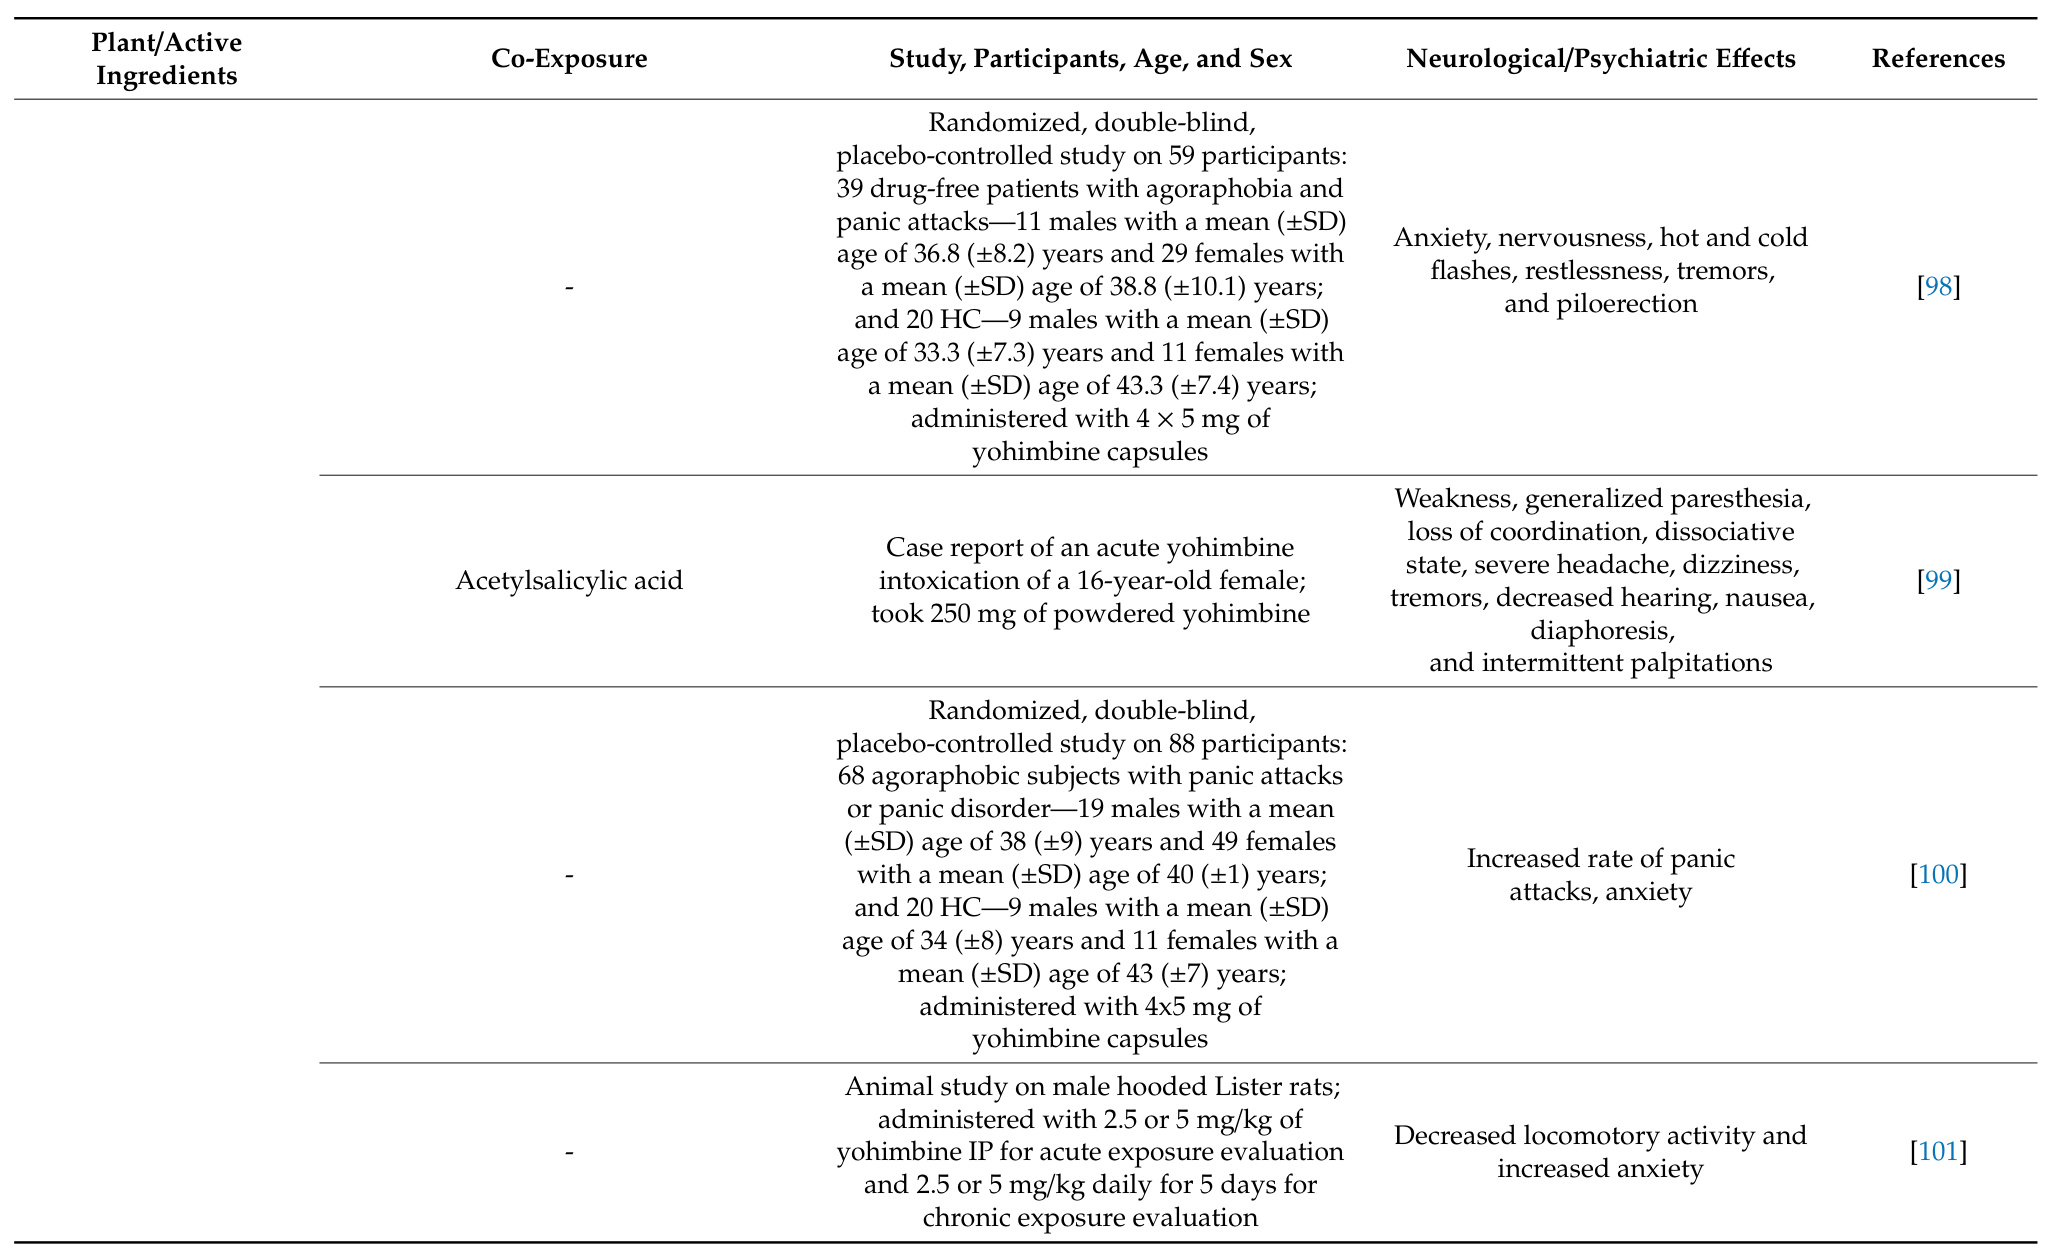 Plant/Active
Ingredients
Co-Exposure
Study, Participants, Age, and Sex
Neurological/Psychiatric Effects
References
-
Randomized, double-blind,
placebo-controlled study on 59 participants:
39 drug-free patients with agoraphobia and
panic attacks—11 males with a mean (±SD)
age of 36.8 (±8.2) years and 29 females with
a mean (±SD) age of 38.8 (±10.1) years;
and 20 HC—9 males with a mean (±SD)
age of 33.3 (±7.3) years and 11 females with
a mean (±SD) age of 43.3 (±7.4) years;
administered with 4 × 5 mg of
yohimbine capsules
Anxiety, nervousness, hot and cold
flashes, restlessness, tremors,
and piloerection
[98]
Acetylsalicylic acid
Case report of an acute yohimbine
intoxication of a 16-year-old female;
took 250 mg of powdered yohimbine
Weakness, generalized paresthesia,
loss of coordination, dissociative
state, severe headache, dizziness,
tremors, decreased hearing, nausea,
diaphoresis,
and intermittent palpitations
[99]
-
Randomized, double-blind,
placebo-controlled study on 88 participants:
68 agoraphobic subjects with panic attacks
or panic disorder—19 males with a mean
(±SD) age of 38 (±9) years and 49 females
with a mean (±SD) age of 40 (±1) years;
and 20 HC—9 males with a mean (±SD)
age of 34 (±8) years and 11 females with a
mean (±SD) age of 43 (±7) years;
administered with 4x5 mg of
yohimbine capsules
Increased rate of panic
attacks, anxiety
[100]
-
Animal study on male hooded Lister rats;
administered with 2.5 or 5 mg/kg of
yohimbine IP for acute exposure evaluation
and 2.5 or 5 mg/kg daily for 5 days for
chronic exposure evaluation
Decreased locomotory activity and
increased anxiety
[101]